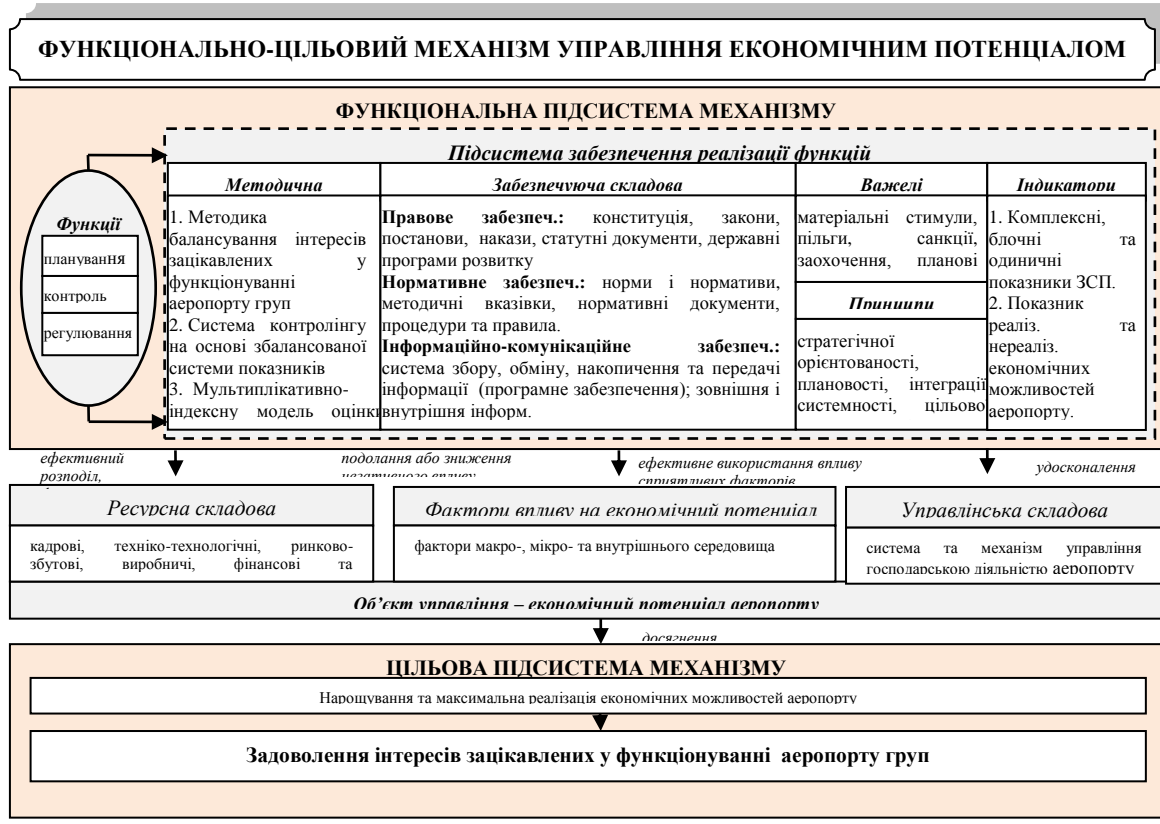 ФУНКЦІОНАЛЬНО-ЦІЛЬОВИЙ МЕХАНІЗМ УПРАВЛІННЯ ЕКОНОМІЧНИМ ПОТЕНЦІАЛОМ
ФУНКЦІОНАЛЬНА ПІДСИСТЕМА МЕХАНІЗМУ
Підсистема забезпечення реалізації функцій
Функції
планування
контроль
регулювання
Методична
1. Методика
балансування інтересів
зацікавлених у
функціонуванні
аеропорту груп
2. Система контролінгу
на основі збалансованої
системи показників
3. Мультиплікативно-
індексну модель оцінки
Забезпечуюча складова
Правове забезпеч.: конституція, закони,
постанови, накази, статутні документи, державні
програми розвитку
Нормативне забезпеч.: норми і нормативи,
методичні вказівки, нормативні документи,
процедури та правила.
Інформаційно-комунікаційне забезпеч.:
система збору, обміну, накопичення та передачі
інформації (програмне забезпечення); зовнішня і
внутрішня інформ.
Важелі
матеріальні стимули,
пільги, санкції,
заохочення, планові
Принципи
стратегічної
орієнтованості,
плановості, інтеграції
системності, цільово
Індикатори
1. Комплексні,
блочні та
одиничні
показники ЗСП.
2. Показник
реаліз. та
нереаліз.
економічних
можливостей
аеропорту.
ефективний
розподіл,
подолання або зниження
негативного впливу
ефективне використання впливу
сприятливих факторів
удосконалення
Ресурсна складова
кадрові, техніко-технологічні, ринково-
збутові, виробничі, фінансові та
Фактори впливу на економічний потенціал
фактори макро-, мікро- та внутрішнього середовища
Управлінська складова
система та механізм управління
господарською діяльністю аеропорту
Об’єкт управління – економічний потенціал аеропорту
досягнення
ЦІЛЬОВА ПІДСИСТЕМА МЕХАНІЗМУ
Нарощування та максимальна реалізація економічних можливостей аеропорту
Задоволення інтересів зацікавлених у функціонуванні аеропорту груп